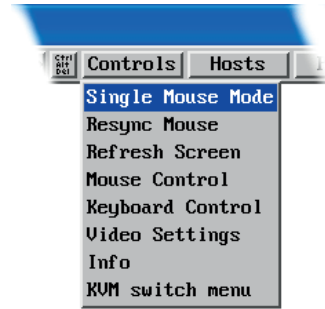 Ctrl Alt Del Controls Hosts
Single Mouse Mode
Resync Mouse
Refresh Screen
Mouse Control
Keyboard Control
Video Settings
Info
KVM switch menu